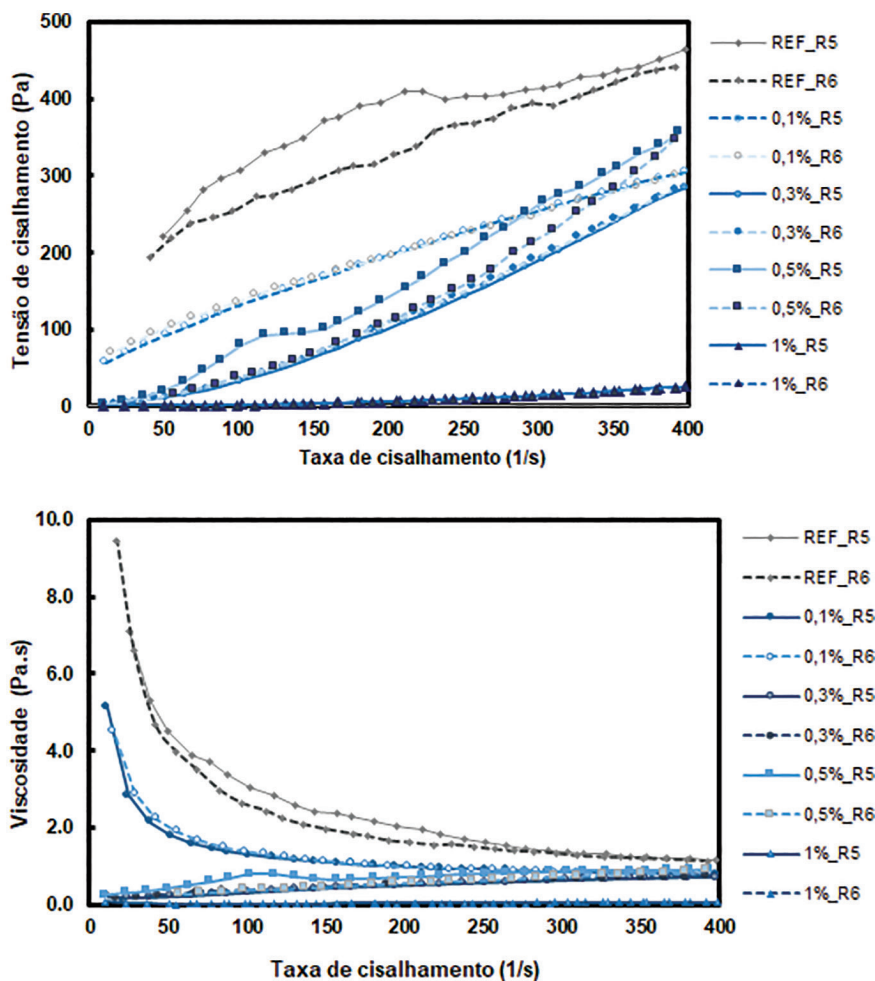 500
400
300
200
100
0
Tensão de cisalhamento (Pa)
0 50 100 150 200 250 300 350 400
Taxa de cisalhamento (1/s)
REF_R5
REF_R6
0,1%_R5
0,1%_R6
0,3%_R5
0,3%_R6
0,5%_R5
0,5%_R6
1%_R5
1%_R6
10.0
8.0
6.0
4.0
2.0
0.0
Viscosidade (Pa.s)
0 50 100 150 200 250 300 350 400
Taxa de cisalhamento (1/s)
REF_R5
REF_R6
0,1%_R5
0,1%_R6
0,3%_R5
0,3%_R6
0,5%_R5
0,5%_R6
1%_R5
1%_R6